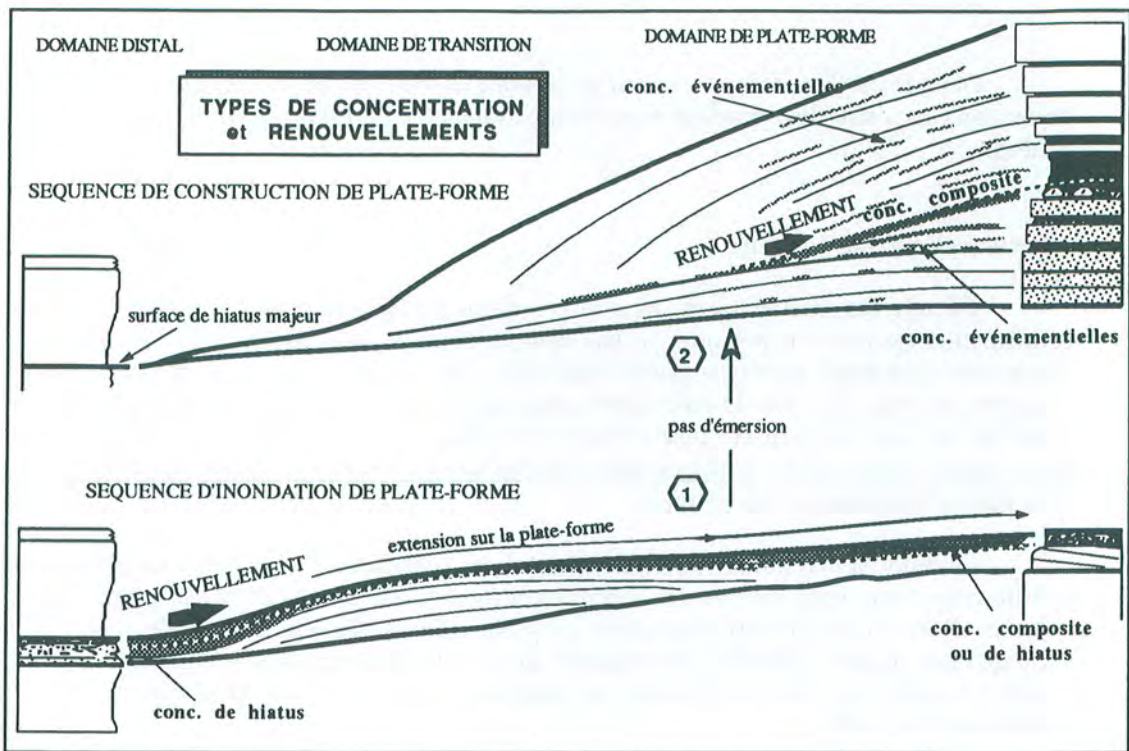 DOMAINE DISTAL
DOMAINE DE TRANSITION
DOMAINE DE PLATE-FORME
TYPES DE CONCENTRATION
et RENOUVELLEMENTS
conc. événementielles
SEQUENCE DE CONSTRUCTION DE PLATE-FORME
RENOUVELLEMENT
conc. composite
surface de hiatus majeur
conc. événementielles
2
pas d'émersion
1
SEQUENCE D'INONDATION DE PLATE-FORME
extension sur la plate-forme
RENOUVELLEMENT
conc. composite
ou de hiatus
conc. de hiatus